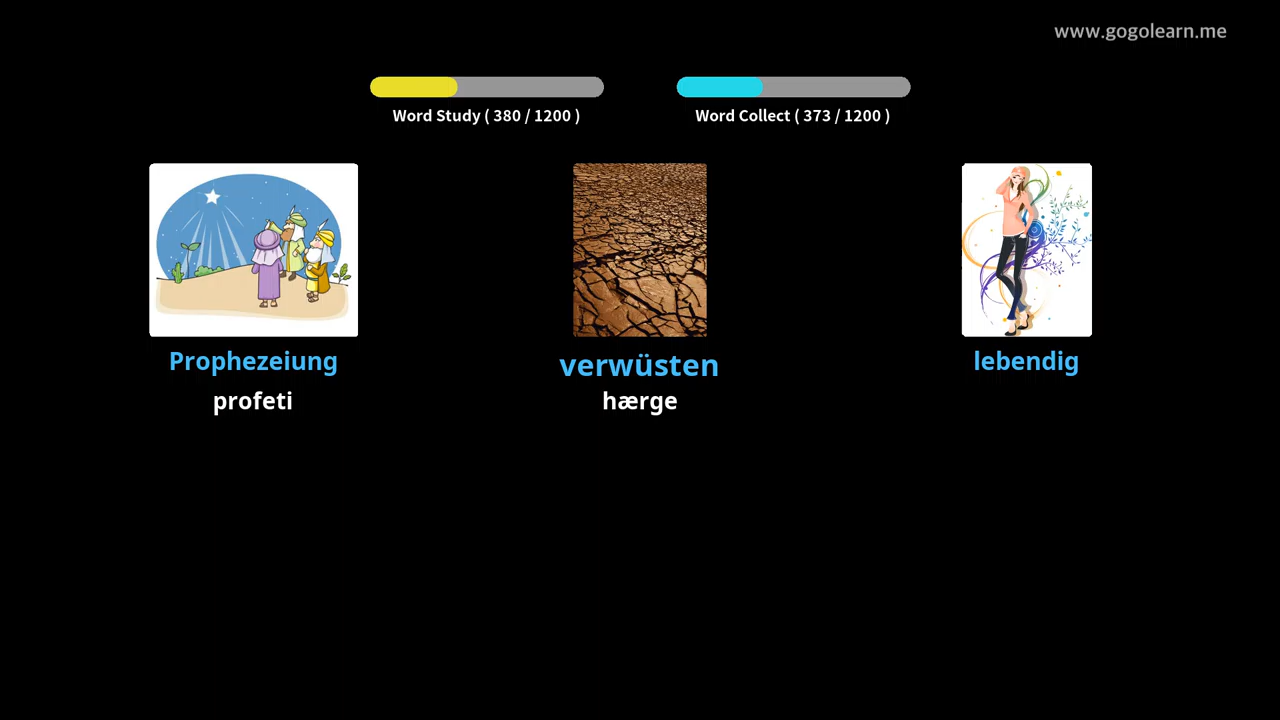 www.gogolearn.me
Word Study ( 380 / 1200 )
Word Collect ( 373 / 1200 )
Prophezeiung
verwüsten
lebendig
profeti
hærge